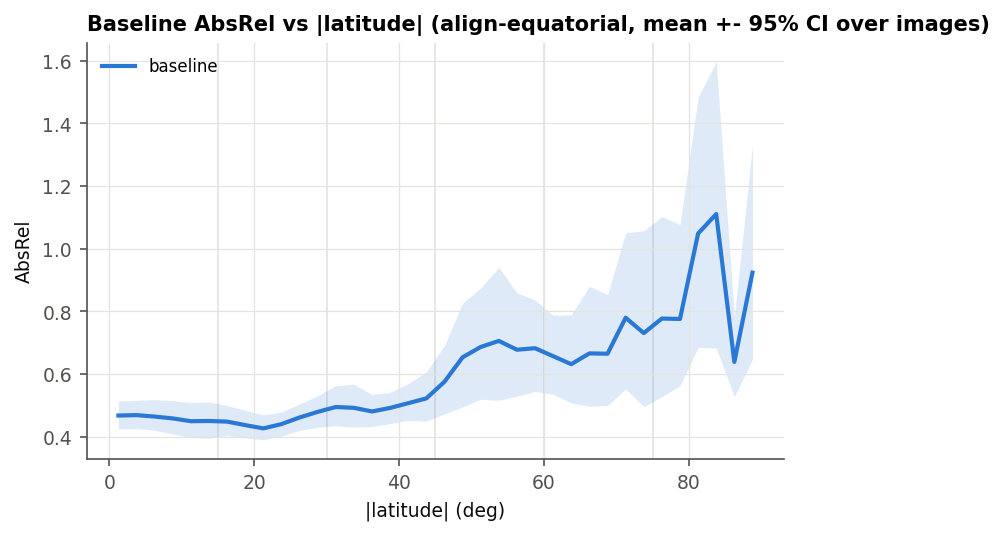 Baseline AbsRel vs |latitude| (align-equatorial, mean +- 95% CI over images)
baseline
1.6
1.4
1.2
1.0
0.8
0.6
0.4
AbsRel
0 20 40 60 80
|latitude| (deg)